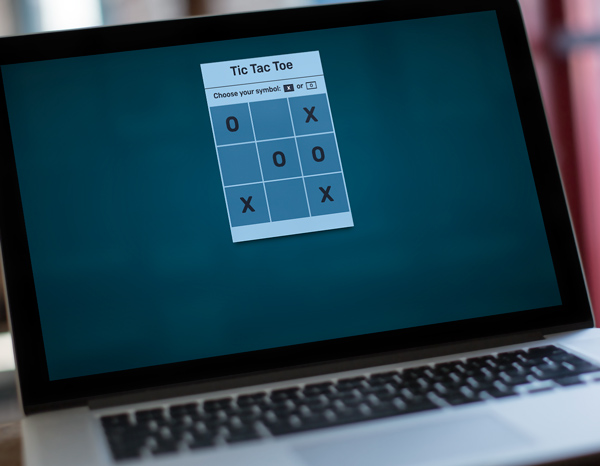 Tic Tac Toe
Choose your symbol: X or O
O X
O O
X X